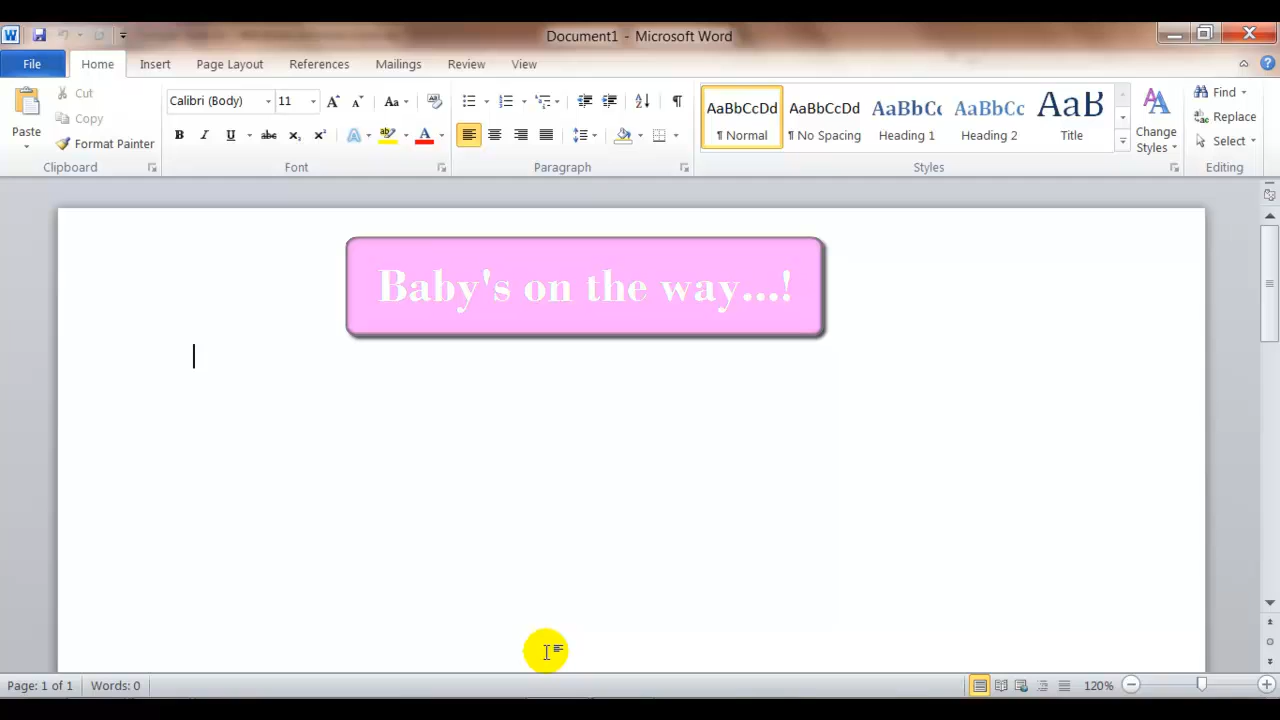 Document1 - Microsoft Word
File Home Insert Page Layout References Mailings Review View
Paste
Cut
Copy
Format Painter
Clipboard
Calibri (Body) 11
Font
Paragraph
AaBbCcDd AaBbCcDd AaBbCc AaBbCc AaB
¶ Normal ¶ No Spacing Heading 1 Heading 2 Title
Change
Styles
Styles
Find
Replace
Select
Editing
Baby's on the way...!
Page: 1 of 1 Words: 0 120%